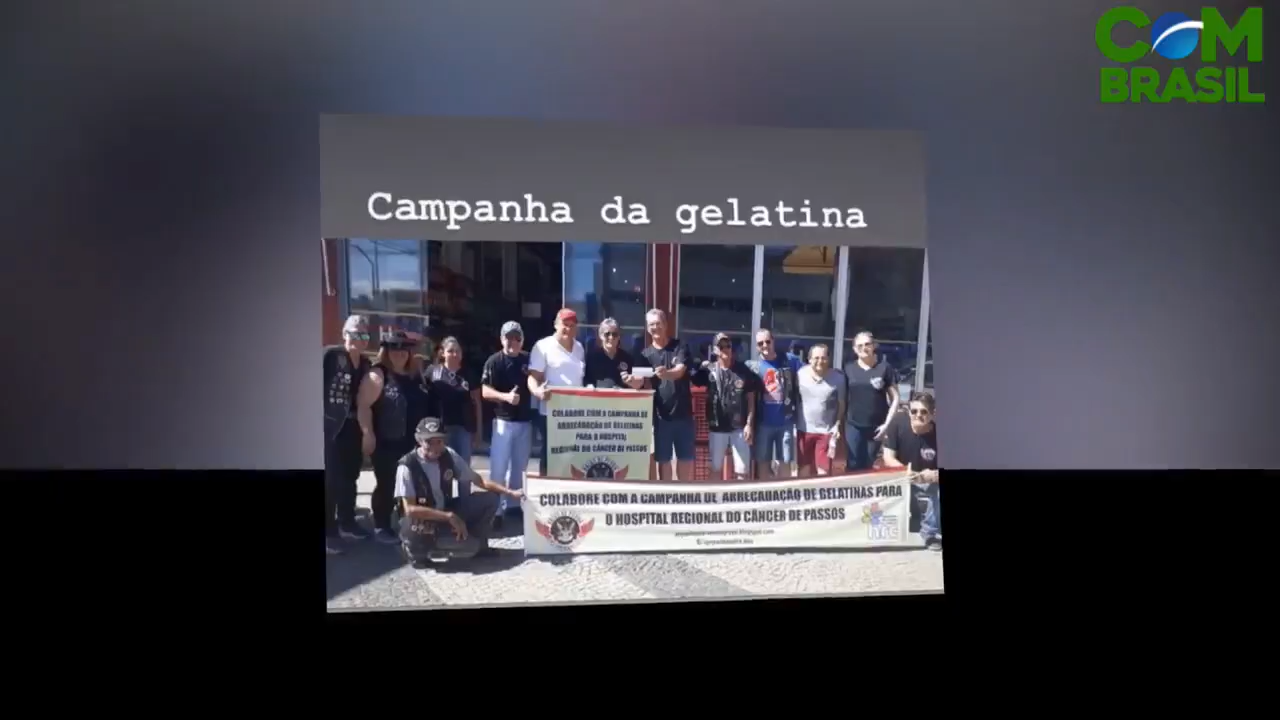 COM
BRASIL
Campanha da gelatina
COLABORE COM A CAMPANHA DE
ARRECADAÇÃO DE GELATINAS
PARA O HOSPITAL
REGIONAL DO CÂNCER DE PASSOS
COLABORE COM A CAMPANHA DE ARRECADAÇÃO DE GELATINAS PARA
O HOSPITAL REGIONAL DO CÂNCER DE PASSOS
hrc